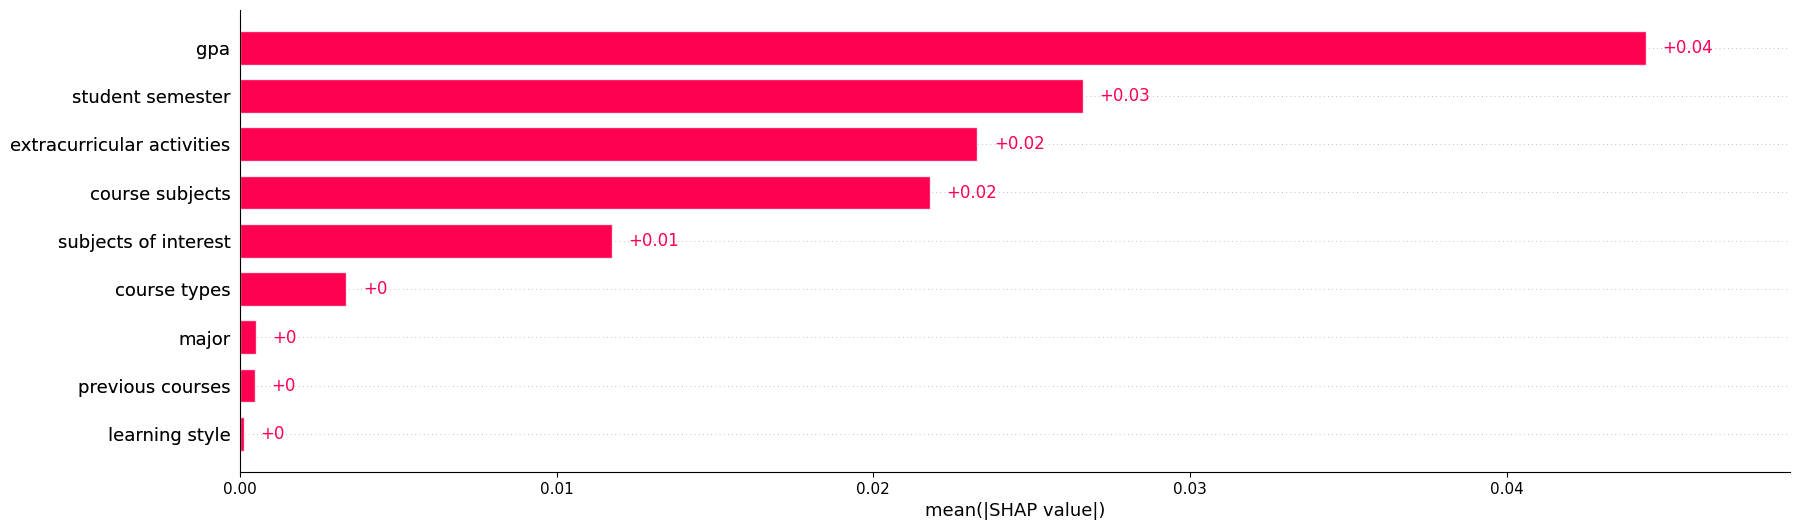 gpa +0.04
student semester +0.03
extracurricular activities +0.02
course subjects +0.02
subjects of interest +0.01
course types +0
major +0
previous courses +0
learning style +0
0.00 0.01 0.02 0.03 0.04
mean(|SHAP value|)